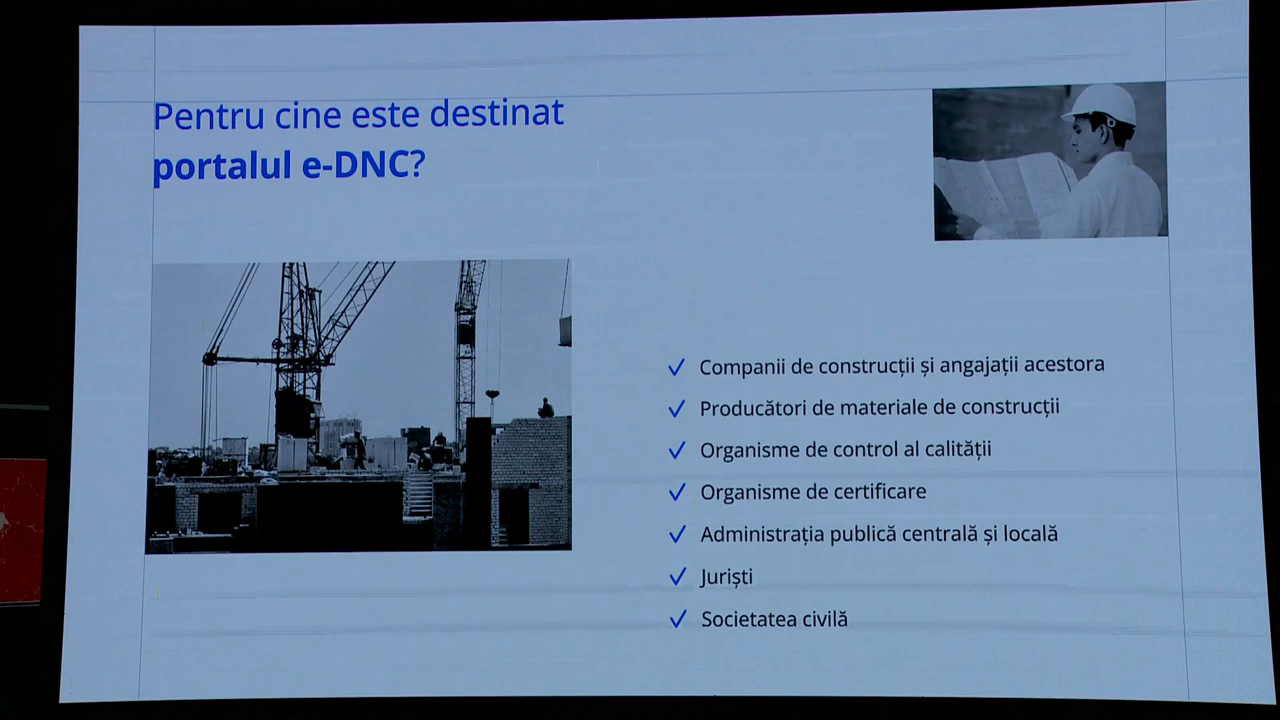 Pentru cine este destinat
portalul e-DNC?
Companii de construcții și angajații acestora
Producători de materiale de construcții
Organisme de control al calității
Organisme de certificare
Administrația publică centrală și locală
Juriști
Societatea civilă